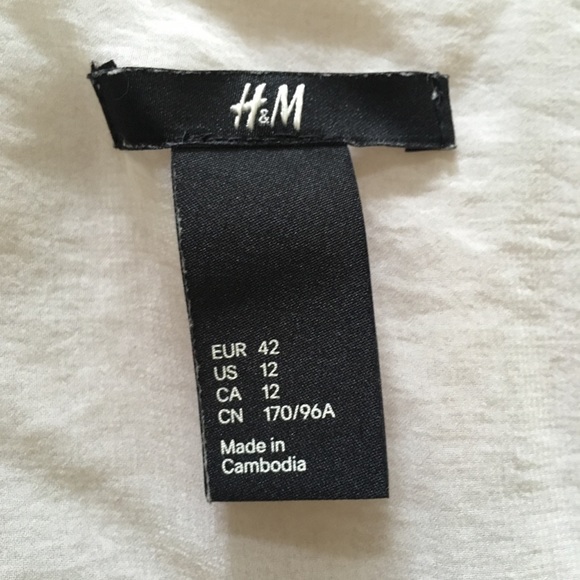 H&M
EUR 42
US 12
CA 12
CN 170/96A
Made in
Cambodia